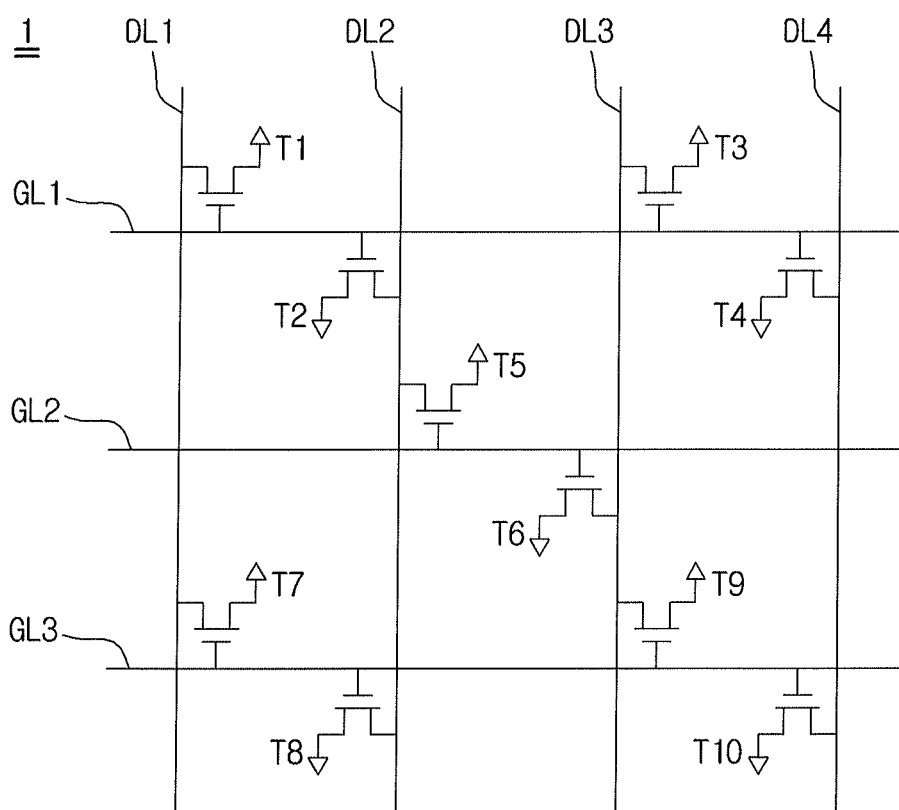 1 DL1 DL2 DL3 DL4
T1 T3
GL1
T2 T4
T5
GL2
T6
T7 T9
GL3
T8 T10